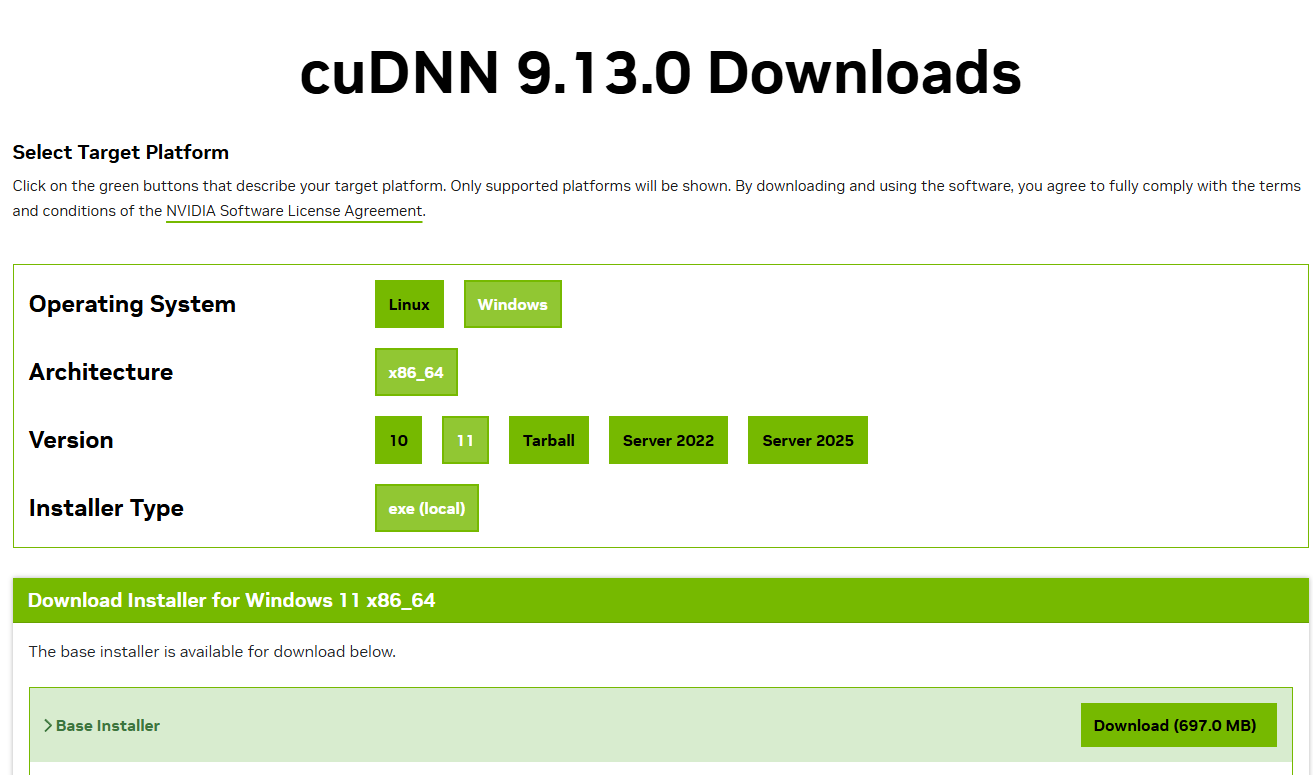 cuDNN 9.13.0 Downloads
Select Target Platform
Click on the green buttons that describe your target platform. Only supported platforms will be shown. By downloading and using the software, you agree to fully comply with the terms
and conditions of the NVIDIA Software License Agreement.
Operating System Linux Windows
Architecture x86_64
Version 10 11 Tarball Server 2022 Server 2025
Installer Type exe (local)
Download Installer for Windows 11 x86_64
The base installer is available for download below.
Base Installer Download (697.0 MB)